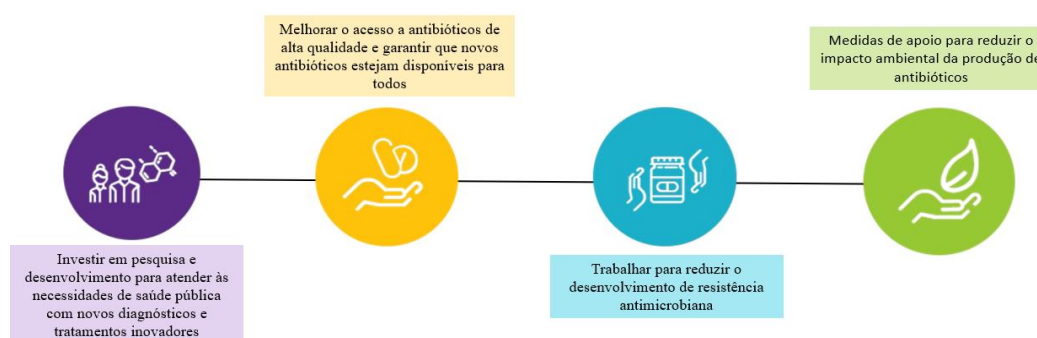 Melhorar o acesso a antibióticos de
alta qualidade e garantir que novos
antibióticos estejam disponíveis para
todos
Medidas de apoio para reduzir o
impacto ambiental da produção de
antibióticos
Investir em pesquisa e
desenvolvimento para atender às
necessidades de saúde pública
com novos diagnósticos e
tratamentos inovadores
Trabalhar para reduzir o
desenvolvimento de resistência
antimicrobiana